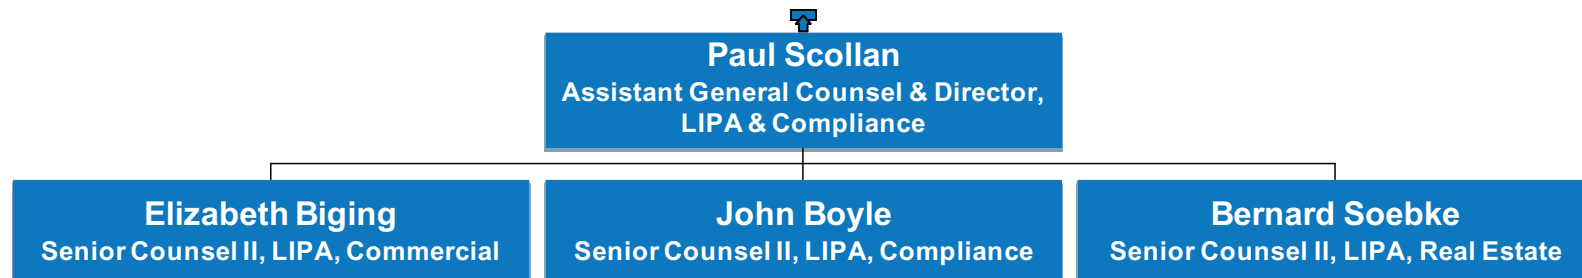 Paul Scollan
Assistant General Counsel & Director,
LIPA & Compliance
Elizabeth Biging
Senior Counsel II, LIPA, Commercial
John Boyle
Senior Counsel II, LIPA, Compliance
Bernard Soebke
Senior Counsel II, LIPA, Real Estate